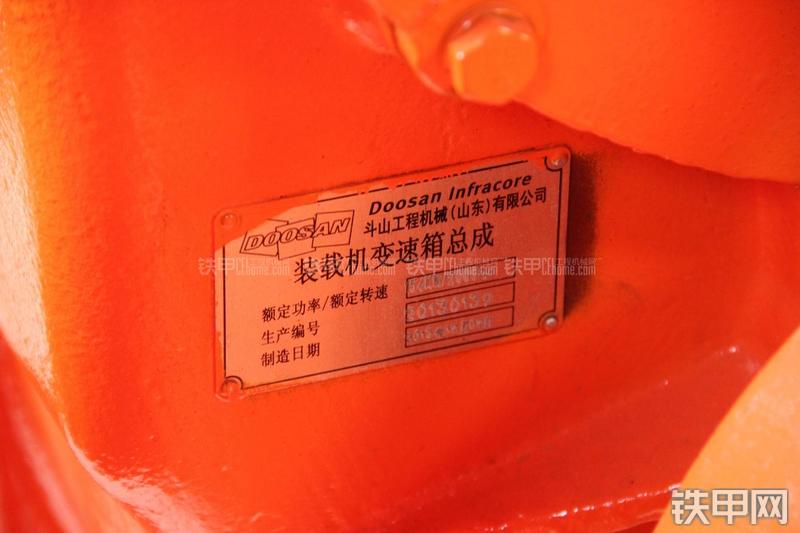 DOOSAN
Doosan Infracore
斗山工程机械(山东)有限公司
装载机变速箱总成
额定功率/额定转速
生产编号 20130139
制造日期
铁甲网